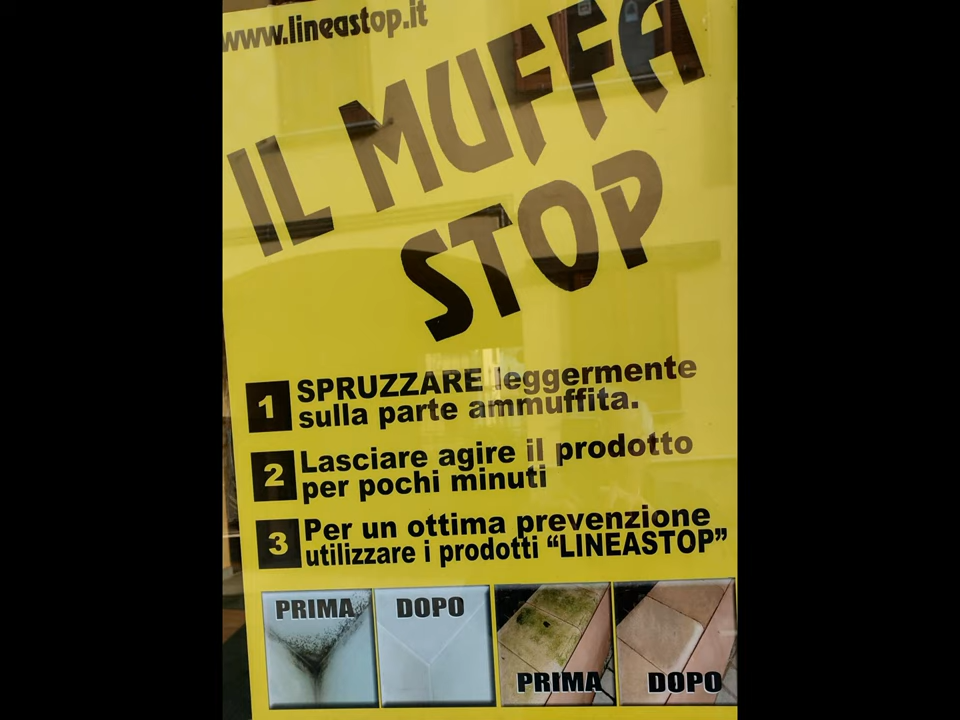 www.lineastop.it
IL MUFFA
STOP
1 SPRUZZARE leggermente
sulla parte ammuffita.
2 Lasciare agire il prodotto
per pochi minuti
3 Per un ottima prevenzione
utilizzare i prodotti “LINEASTOP”
PRIMA DOPO PRIMA DOPO